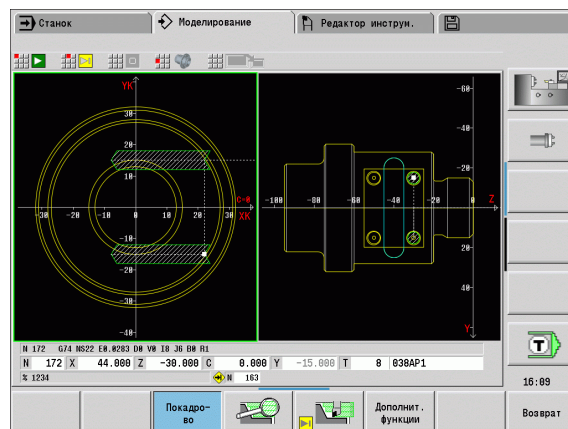 Станок
Моделирование
Редактор инструм.
YK
30
20
10
-30 -20 -10 10 20 30
C=0
XK
-10
-20
-30
-40
-60
-40
-20
-100 -80 -60 -40 -20 0
Z
20
40
Y
N 172 G74 NS22 E0.0283 D0 V0 I8 J6 B0 R1
N 172 X 44.000 Z -30.000 C 0.000 Y -15.000 T 8 038AP1
% 1234
N 163
T
16:09
Покадро-
во
Дополнит.
функции
Возврат